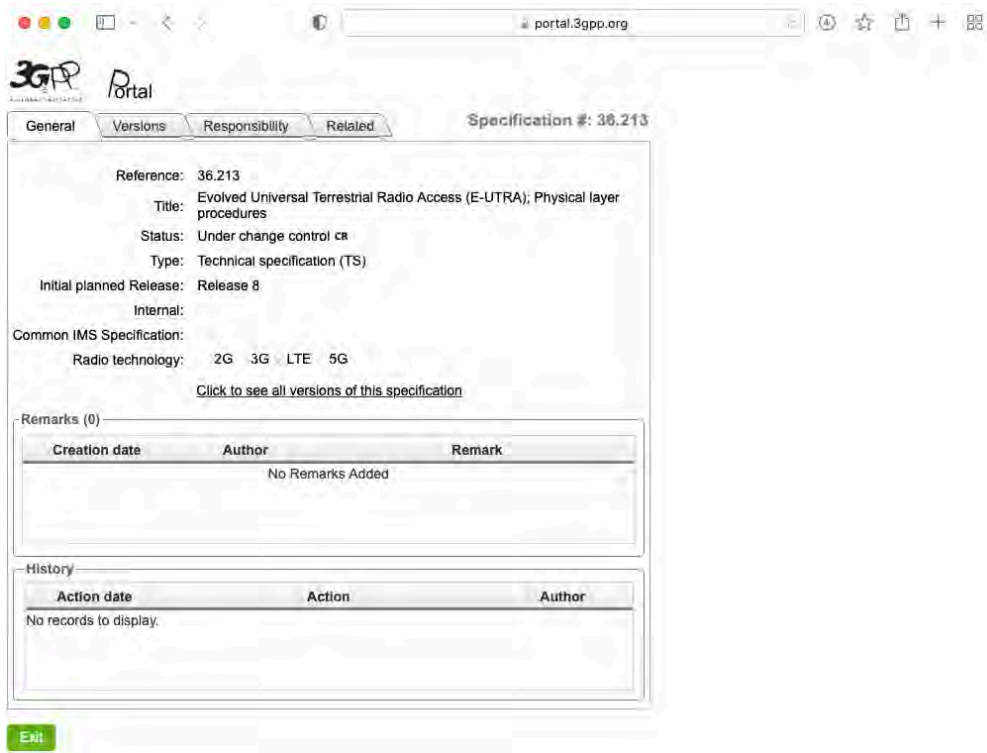 portal.3gpp.org
3GPP
Portal
General Versions Responsibility Related
Specification #: 36.213
Reference: 36.213
Title: Evolved Universal Terrestrial Radio Access (E-UTRA); Physical layer
procedures
Status: Under change control CR
Type: Technical specification (TS)
Initial planned Release: Release 8
Internal:
Common IMS Specification:
Radio technology: 2G 3G LTE 5G
Click to see all versions of this specification
Remarks (0)
Creation date Author Remark
No Remarks Added
History
Action date Action Author
No records to display.
Exit